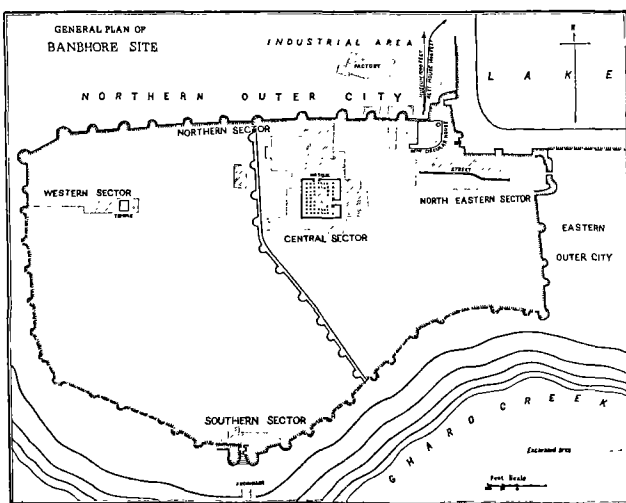 GENERAL PLAN OF
BANBHORE SITE
INDUSTRIAL AREA
FACTORY
N
LAKE
NORTHERN OUTER CITY
NORTHERN SECTOR
MOSQUE
STREET
WESTERN SECTOR
TEMPLE
NORTH EASTERN SECTOR
CENTRAL SECTOR
EASTERN
OUTER CITY
SOUTHERN SECTOR
GHARO CREEK
Excavated area
Feet Scale